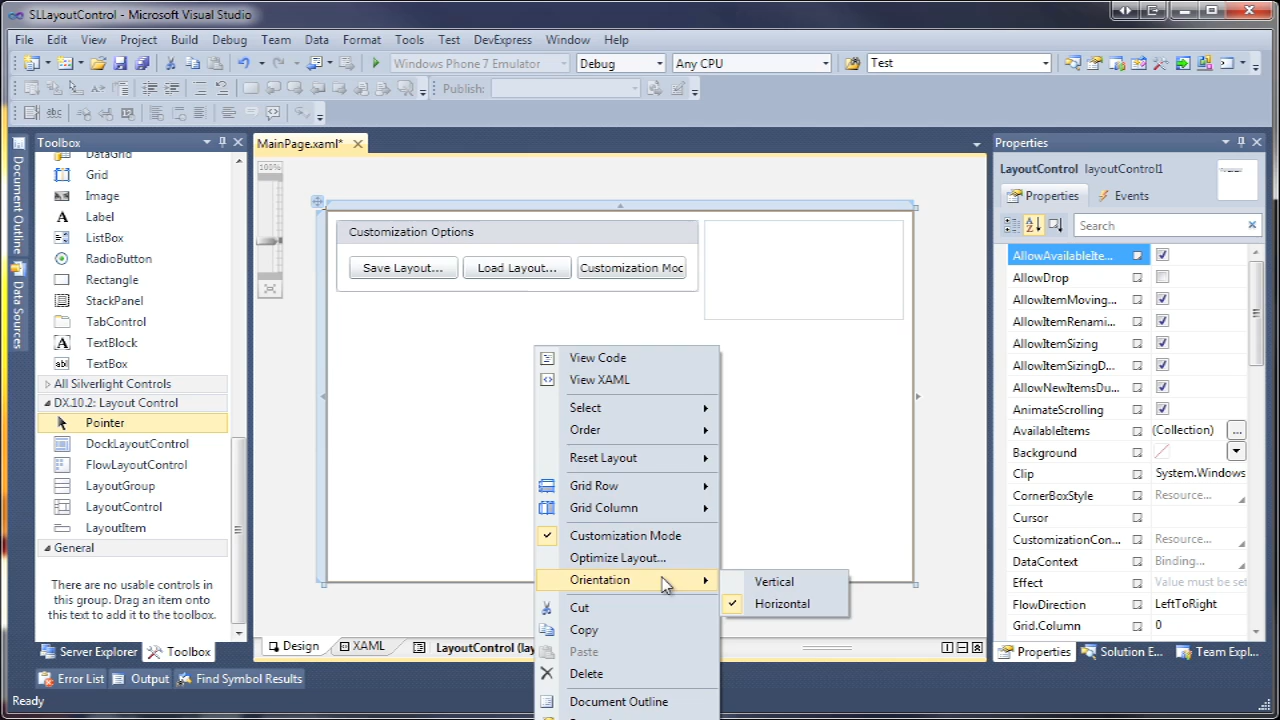 SLLayoutControl - Microsoft Visual Studio
File Edit View Project Build Debug Team Data Format Tools Test DevExpress Window Help
Windows Phone 7 Emulator Debug Any CPU Test
Publish:
Toolbox
MainPage.xaml*
Properties
Document Outline
Data Sources
DataGrid
Grid
Image
Label
ListBox
RadioButton
Rectangle
StackPanel
TabControl
TextBlock
TextBox
All Silverlight Controls
DX.10.2: Layout Control
Pointer
DockLayoutControl
FlowLayoutControl
LayoutGroup
LayoutControl
LayoutItem
General
There are no usable controls in
this group. Drag an item onto
this text to add it to the toolbox.
Server Explorer Toolbox
100%
Customization Options
Save Layout... Load Layout... Customization Moc
View Code
View XAML
Select
Order
Reset Layout
Grid Row
Grid Column
Customization Mode
Optimize Layout...
Orientation
Vertical
Horizontal
Cut
Copy
Paste
Delete
Document Outline
Design XAML LayoutControl (lay
LayoutControl layoutControl1
Properties Events
Search
AllowAvailableIte...
AllowDrop
AllowItemMoving...
AllowItemRenami...
AllowItemSizing
AllowItemSizingD...
AllowNewItemsDu...
AnimateScrolling
AvailableItems (Collection) ...
Background
Clip System.Windows
CornerBoxStyle Resource...
Cursor
CustomizationCon... Resource...
DataContext Binding...
Effect Value must be set
FlowDirection LeftToRight
Grid.Column 0
Properties Solution E... Team Expl...
Error List Output Find Symbol Results
Ready